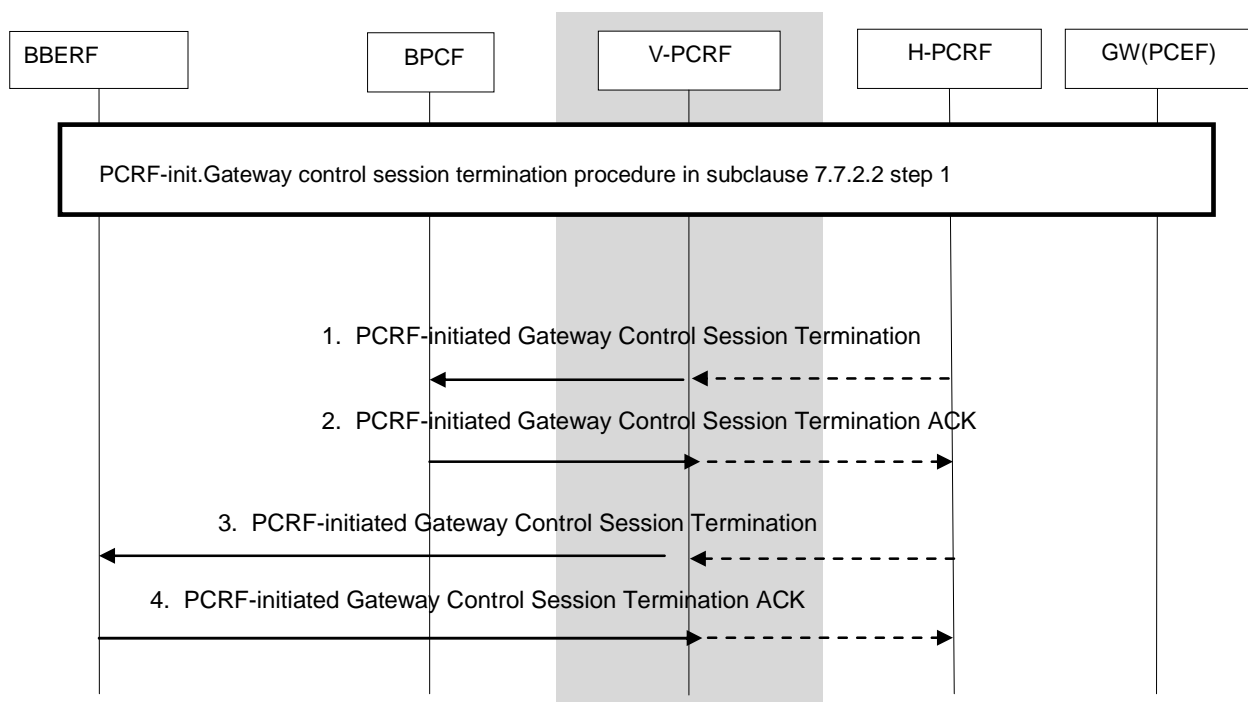 BBERF
BPCF
V-PCRF
H-PCRF
GW(PCEF)
PCRF-init.Gateway control session termination procedure in subclause 7.7.2.2 step 1
1. PCRF-initiated Gateway Control Session Termination
2. PCRF-initiated Gateway Control Session Termination ACK
3. PCRF-initiated Gateway Control Session Termination
4. PCRF-initiated Gateway Control Session Termination ACK